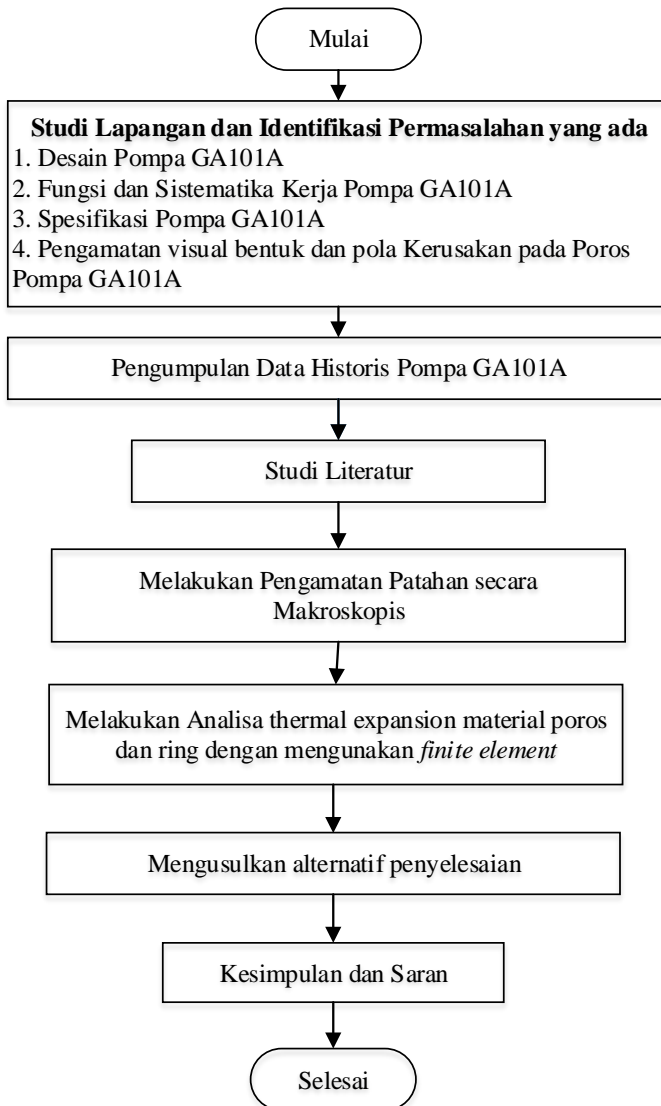 Mulai
Studi Lapangan dan Identifikasi Permasalahan yang ada
1. Desain Pompa GA101A
2. Fungsi dan Sistematika Kerja Pompa GA101A
3. Spesifikasi Pompa GA101A
4. Pengamatan visual bentuk dan pola Kerusakan pada Poros
Pompa GA101A
Pengumpulan Data Historis Pompa GA101A
Studi Literatur
Melakukan Pengamatan Patahan secara
Makroskopis
Melakukan Analisa thermal expansion material poros
dan ring dengan mengunakan finite element
Mengusulkan alternatif penyelesaian
Kesimpulan dan Saran
Selesai